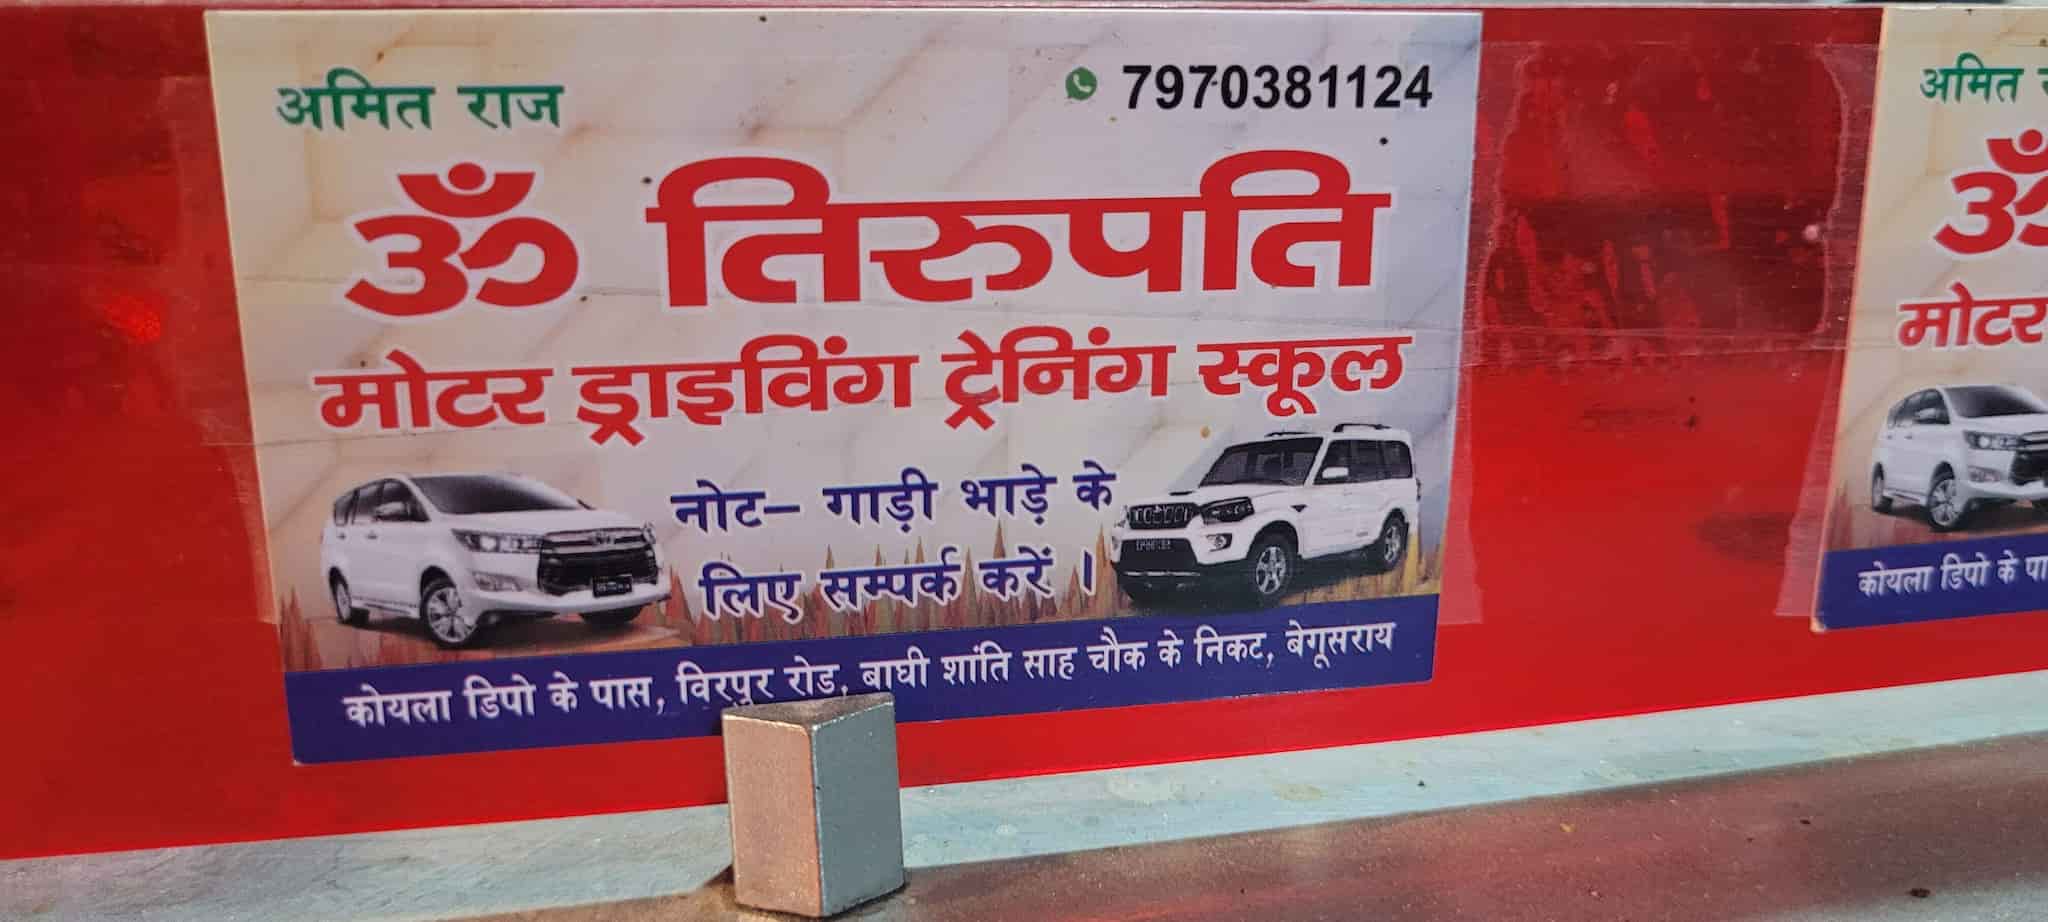 अमित राज
7970381124
ॐ तिरुपति
मोटर ड्राइविंग ट्रेनिंग स्कूल
नोट– गाड़ी भाड़े के
लिए सम्पर्क करें ।
कोयला डिपो के पास, विरपुर रोड, बाघी शांति साह चौक के निकट, बेगूसराय
अमित
ॐ
मोटर
कोयला डिपो के पा